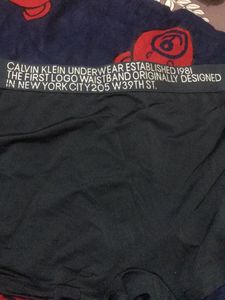 CALVIN KLEIN UNDERWEAR ESTABLISHED 1981
THE FIRST LOGO WAISTBAND ORIGINALLY DESIGNED
IN NEW YORK CITY 205 W 39TH ST.